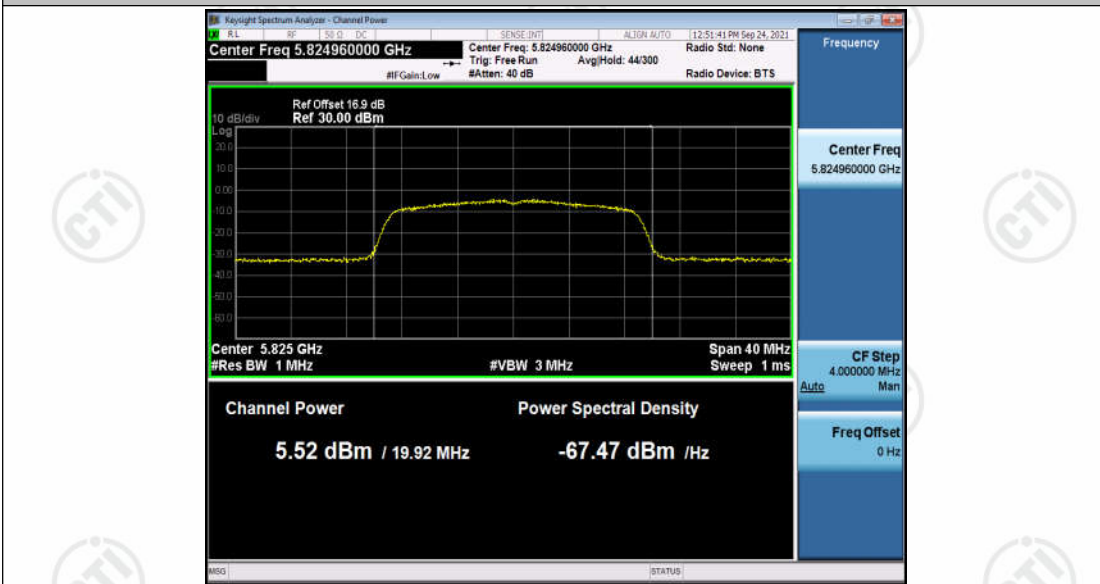 Keysight Spectrum Analyzer - Channel Power
RL RF 50 Ω DC SENSE:INT ALIGN AUTO 12:51:41 PM Sep 24, 2021
Center Freq 5.824960000 GHz
#IFGain:Low
Center Freq: 5.824960000 GHz
Trig: Free Run Avg|Hold: 44/300
#Atten: 40 dB
Radio Std: None
Radio Device: BTS
Ref Offset 16.9 dB
10 dB/div Ref 30.00 dBm
Log
20.0
10.0
0.00
-10.0
-20.0
-30.0
-40.0
-50.0
-60.0
Center 5.825 GHz Span 40 MHz
#Res BW 1 MHz #VBW 3 MHz Sweep 1 ms
Channel Power Power Spectral Density
5.52 dBm / 19.92 MHz -67.47 dBm /Hz
MSG STATUS
Frequency
Center Freq
5.824960000 GHz
CF Step
4.000000 MHz
Auto Man
Freq Offset
0 Hz
CTI
CTI